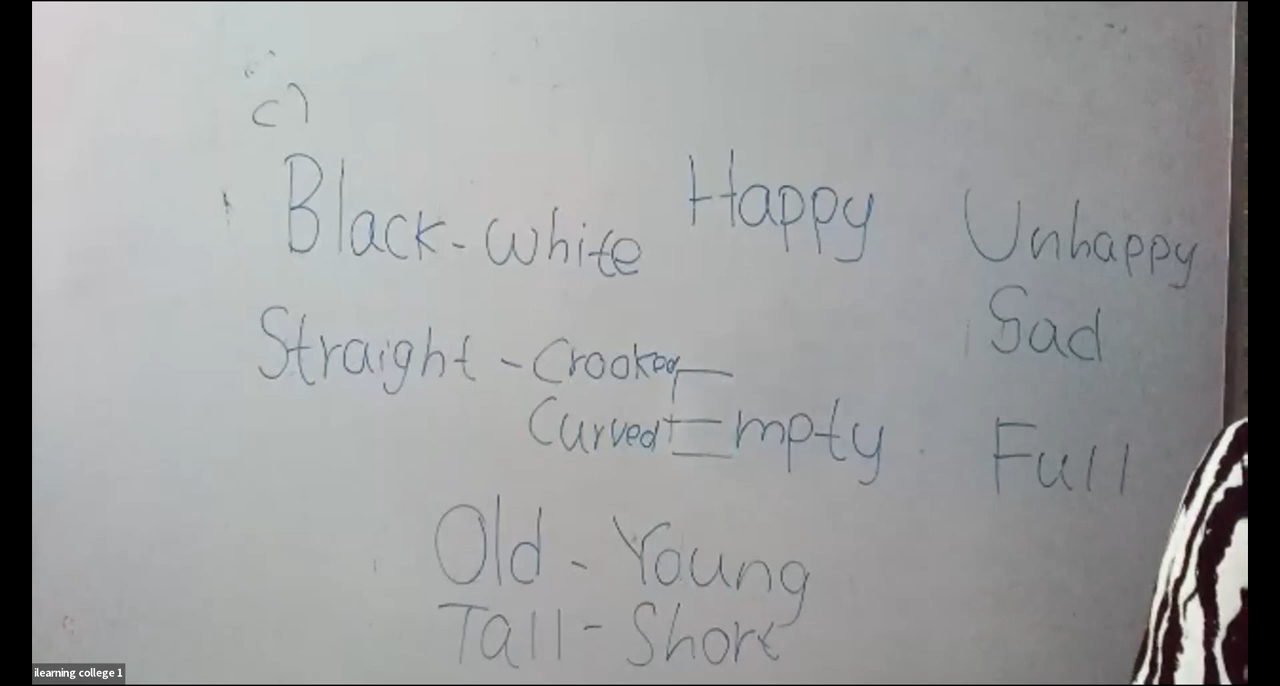 c)
Black - White Happy Unhappy
Sad
Straight - Crooked
Curved Empty Full
Old - Young
Tall - Short
ilearning college 1